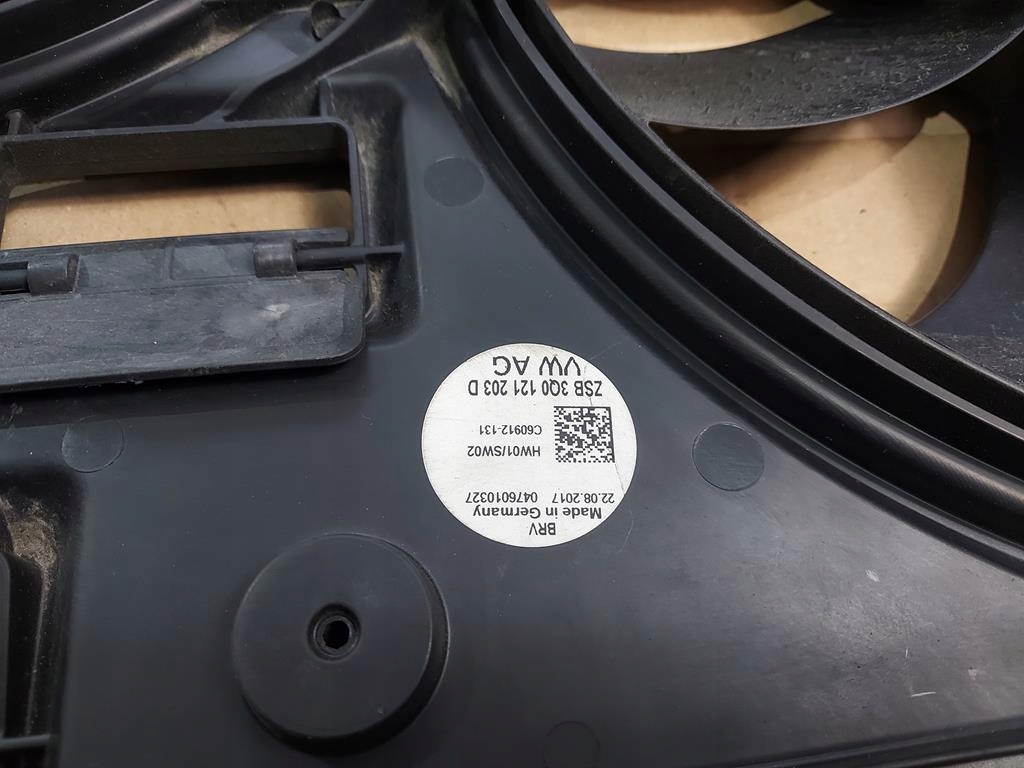 VW AG
ZSB 3Q0 121 203 D
C60912-131
HW01/SW02
22.08.2017 0476010327
Made in Germany
BRV